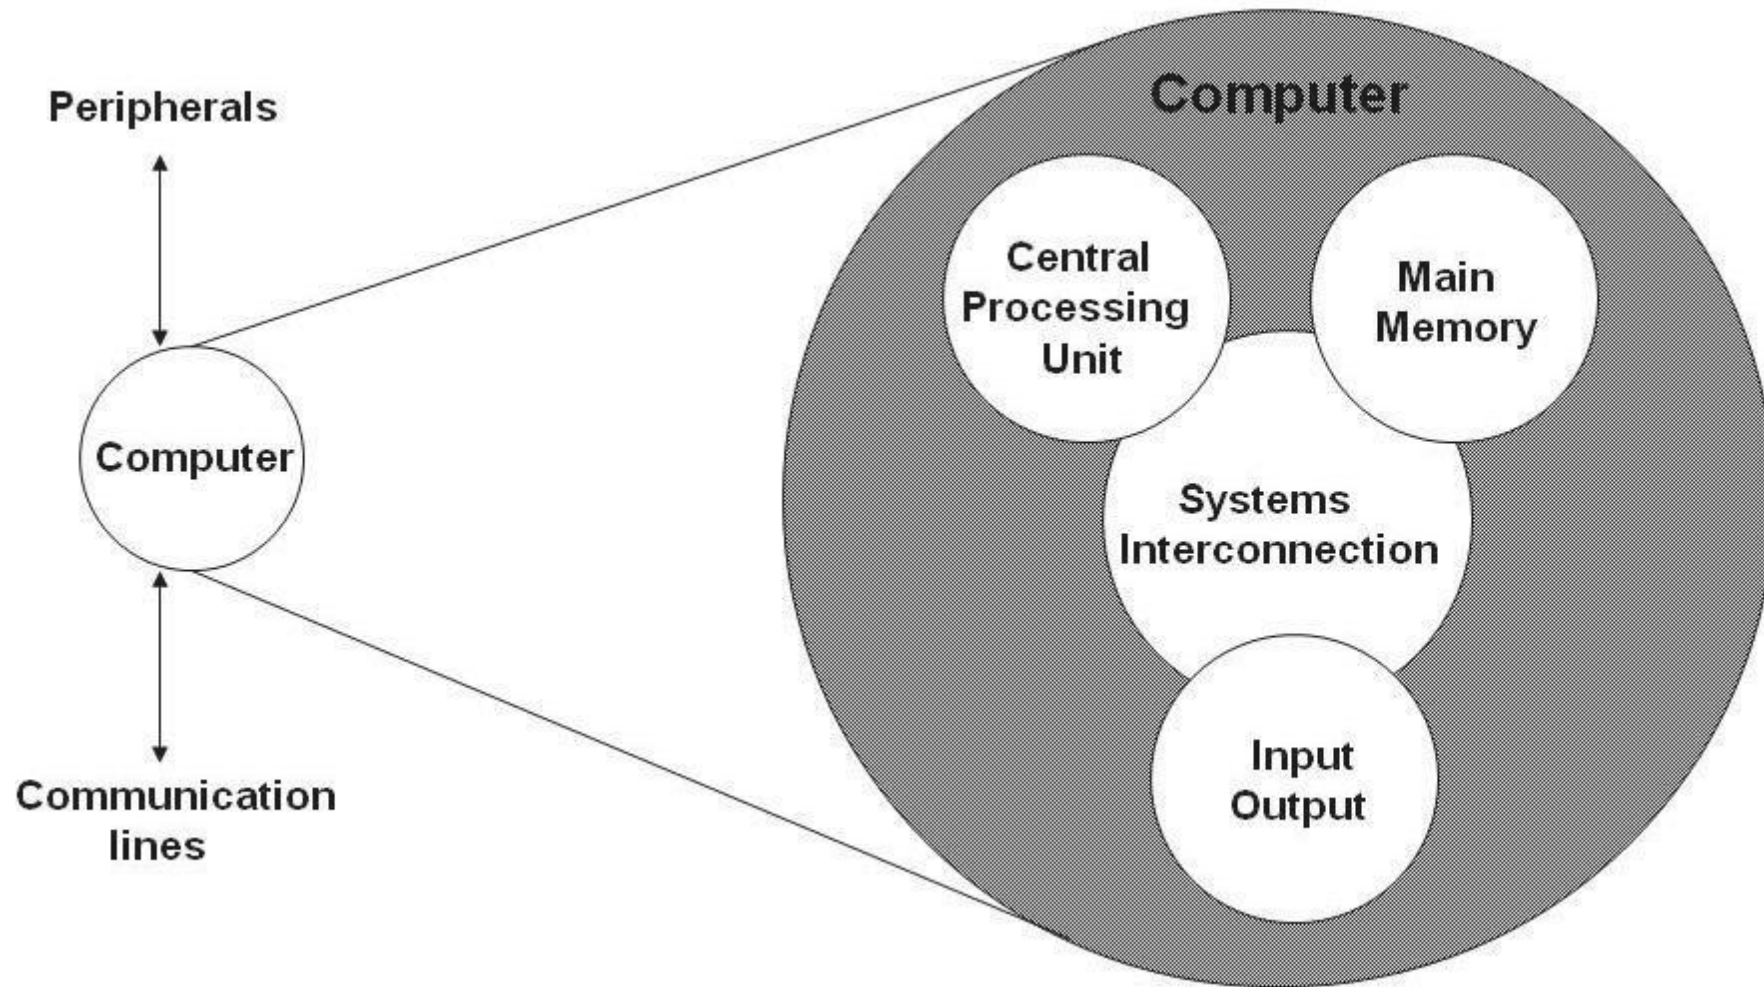 Peripherals
Computer
Communication
lines
Computer
Central
Processing
Unit
Main
Memory
Systems
Interconnection
Input
Output